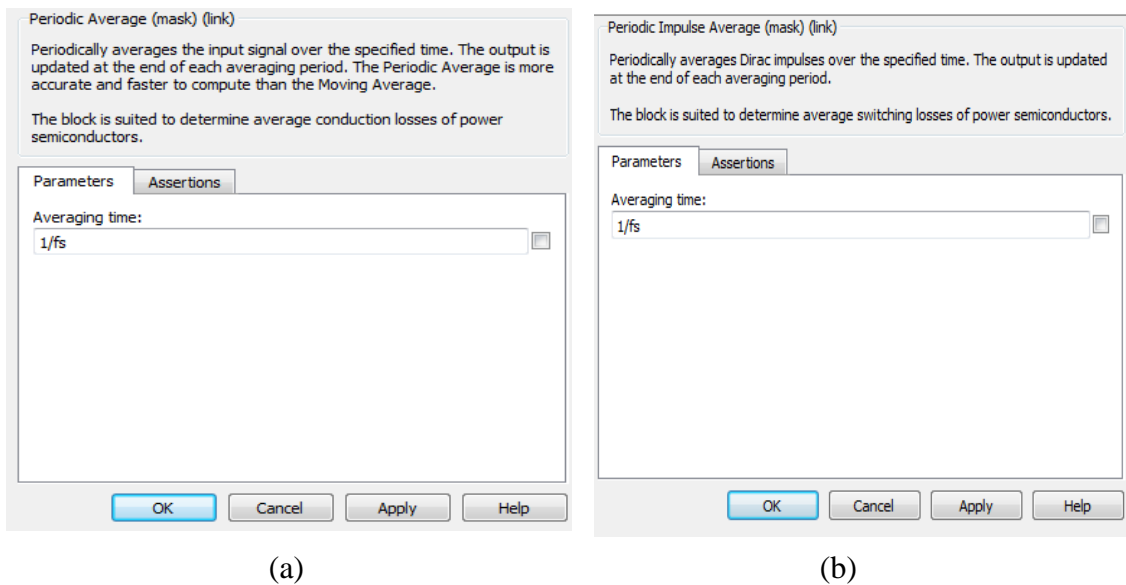 Periodic Average (mask) (link)
Periodically averages the input signal over the specified time. The output is
updated at the end of each averaging period. The Periodic Average is more
accurate and faster to compute than the Moving Average.
The block is suited to determine average conduction losses of power
semiconductors.
Parameters
Assertions
Averaging time:
1/fs
OK
Cancel
Apply
Help
(a)
Periodic Impulse Average (mask) (link)
Periodically averages Dirac impulses over the specified time. The output is updated
at the end of each averaging period.
The block is suited to determine average switching losses of power semiconductors.
Parameters
Assertions
Averaging time:
1/fs
OK
Cancel
Apply
Help
(b)